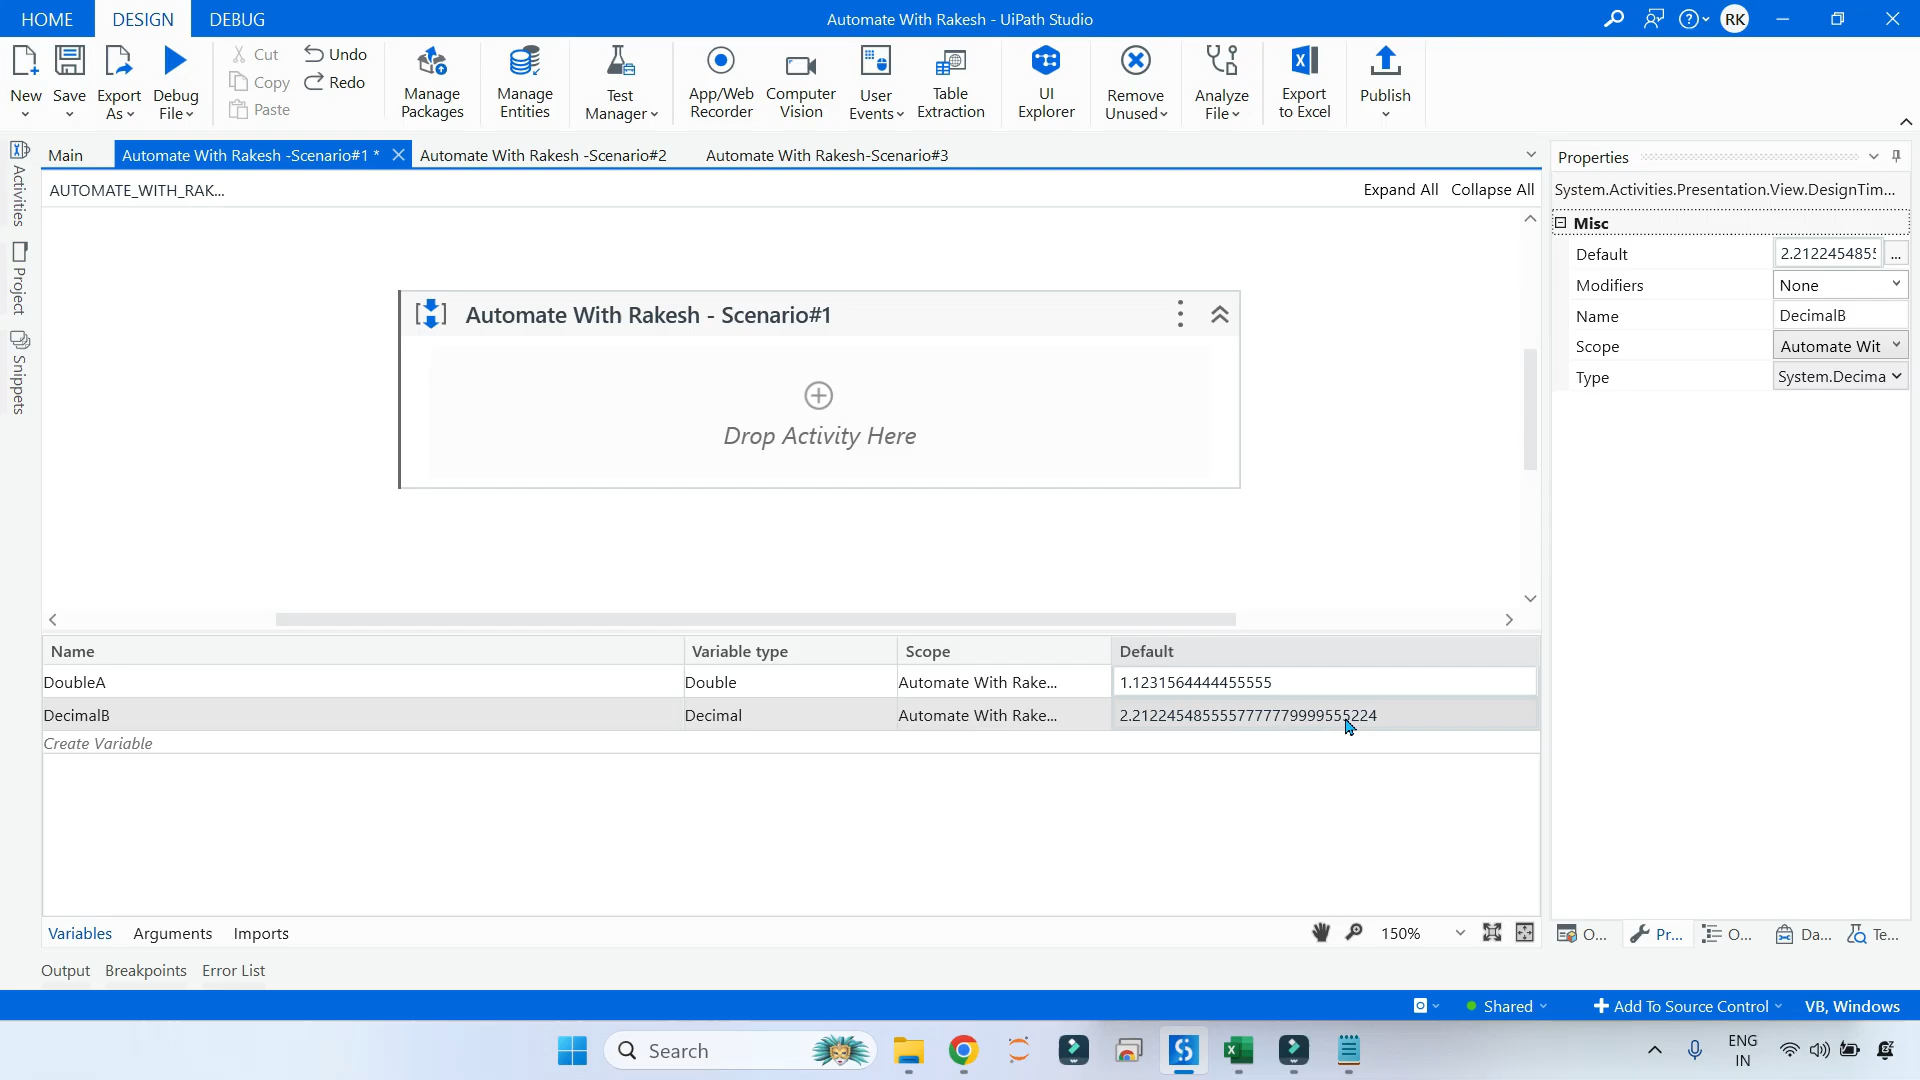 HOME DESIGN DEBUG Automate With Rakesh - UiPath Studio RK
New Save Export As Debug File Cut Copy Paste Undo Redo Manage Packages Manage Entities Test Manager App/Web Recorder Computer Vision User Events Table Extraction UI Explorer Remove Unused Analyze File Export to Excel Publish
Main Automate With Rakesh -Scenario#1 * Automate With Rakesh -Scenario#2 Automate With Rakesh-Scenario#3
AUTOMATE_WITH_RAK... Expand All Collapse All
Activities
Project
Snippets
Automate With Rakesh - Scenario#1
Drop Activity Here
Properties
System.Activities.Presentation.View.DesignTim...
Misc
Default 2.2122454855 ...
Modifiers None
Name DecimalB
Scope Automate Wit
Type System.Decima
Name Variable type Scope Default
DoubleA Double Automate With Rake... 1.1231564444455555
DecimalB Decimal Automate With Rake...
Create Variable
Variables Arguments Imports 150% O... Pr... O... Da... Te...
Output Breakpoints Error List
Shared Add To Source Control VB, Windows
Search ENG
IN